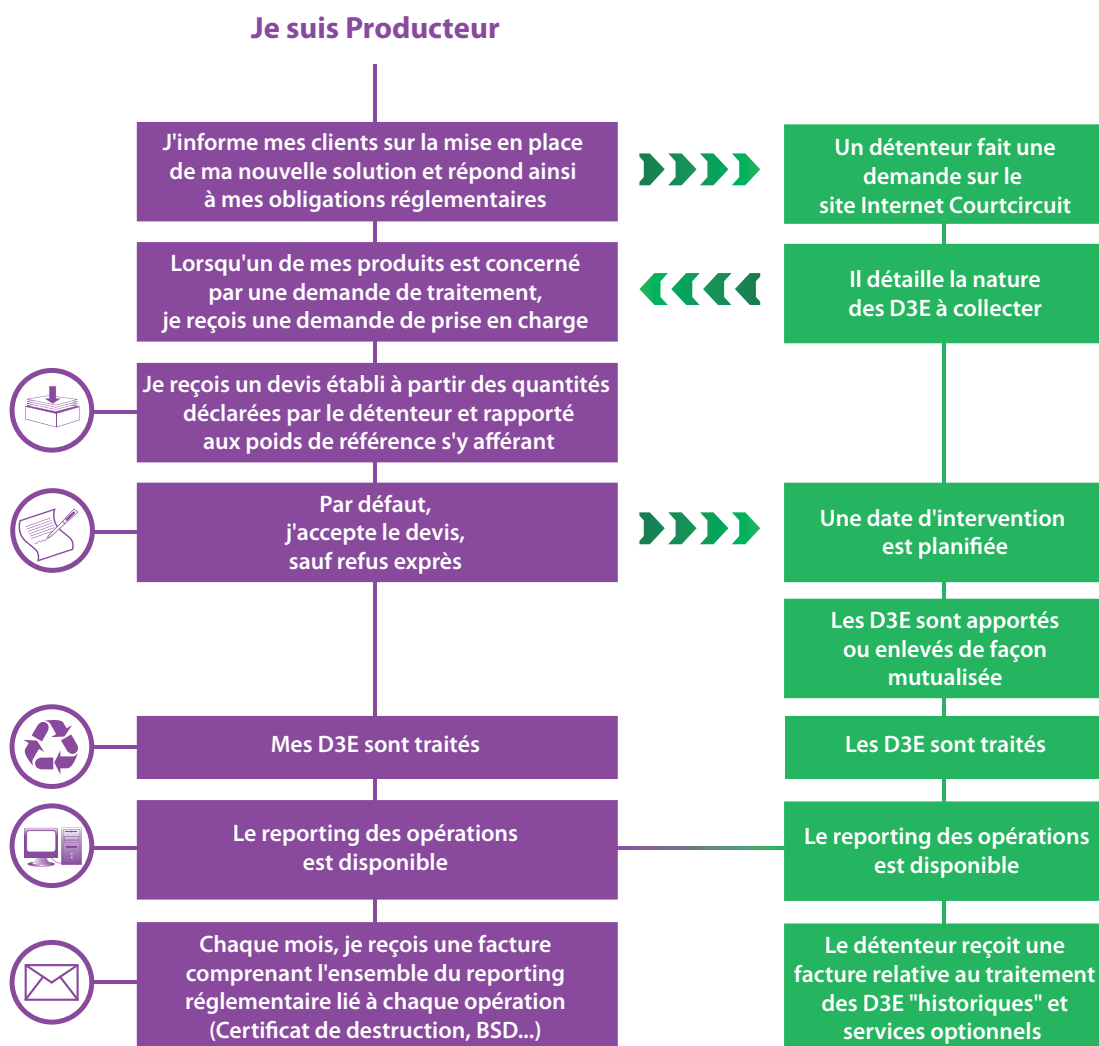 Je suis Producteur
J'informe mes clients sur la mise en place
de ma nouvelle solution et répond ainsi
à mes obligations réglementaires
Un détenteur fait une
demande sur le
site Internet Courtcircuit
Lorsqu'un de mes produits est concerné
par une demande de traitement,
je reçois une demande de prise en charge
Il détaille la nature
des D3E à collecter
Je reçois un devis établi à partir des quantités
déclarées par le détenteur et rapporté
aux poids de référence s'y afférant
Par défaut,
j'accepte le devis,
sauf refus exprès
Une date d'intervention
est planifiée
Les D3E sont apportés
ou enlevés de façon
mutualisée
Mes D3E sont traités
Les D3E sont traités
Le reporting des opérations
est disponible
Le reporting des opérations
est disponible
Chaque mois, je reçois une facture
comprenant l'ensemble du reporting
réglementaire lié à chaque opération
(Certificat de destruction, BSD...)
Le détenteur reçoit une
facture relative au traitement
des D3E "historiques" et
services optionnels